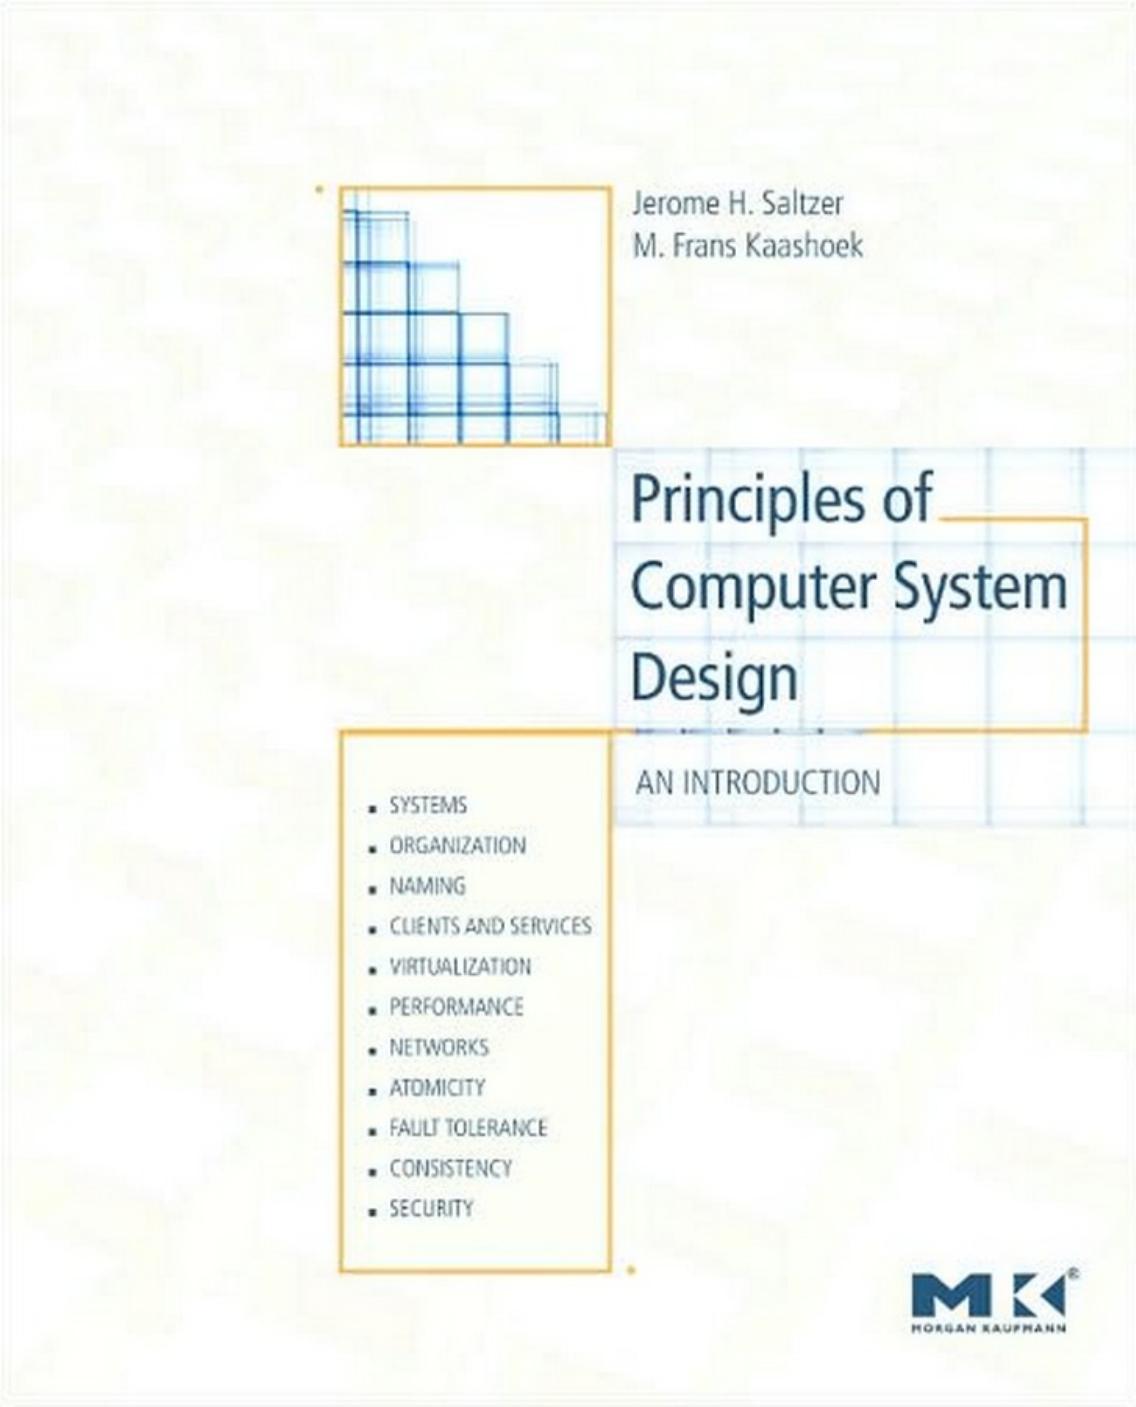 Jerome H. Saltzer
M. Frans Kaashoek
Principles of
Computer System
Design
AN INTRODUCTION
▪ SYSTEMS
▪ ORGANIZATION
▪ NAMING
▪ CLIENTS AND SERVICES
▪ VIRTUALIZATION
▪ PERFORMANCE
▪ NETWORKS
▪ ATOMICITY
▪ FAULT TOLERANCE
▪ CONSISTENCY
▪ SECURITY
MK®
MORGAN KAUFMANN